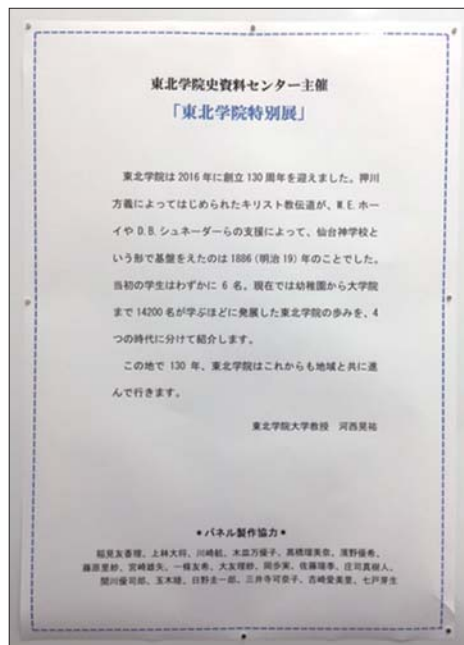 東北学院史資料センター主催
「東北学院特別展」
東北学院は2016年に創立130周年を迎えました。押川
方義によってはじめられたキリスト教伝道が、W.E.ホー
イやD.B.シュネーダーらの支援によって、仙台神学校と
いう形で基盤をえたのは1886(明治19)年のことでした。
当初の学生はわずかに6名。現在では幼稚園から大学院
まで14200名が学ぶほどに発展した東北学院の歩みを、4
つの時代に分けて紹介します。
この地で130年、東北学院はこれからも地域と共に進
んで行きます。
東北学院大学教授 河西晃祐
*パネル製作協力*
稲見友香理、上林大将、川崎航、木皿万優子、髙橋瑠美奈、濱野優希、
藤原里紗、宮崎雄矢、一條友希、大友理紗、岡歩実、佐藤瑞季、庄司真樹人、
関川優司郎、玉木琎、日野圭一郎、三井寺可奈子、吉崎愛美里、七戸芽生